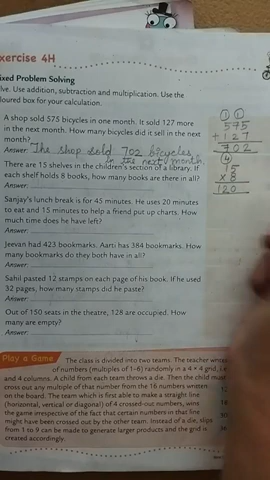 Exercise 4H
Mixed Problem Solving
Solve. Use addition, subtraction and multiplication. Use the
coloured box for your calculation.
A shop sold 575 bicycles in one month. It sold 127 more
in the next month. How many bicycles did it sell in the next
month?
Answer The shop sold 702 bicycles
in the next month.
There are 15 shelves in the children's section of a library. If
each shelf holds 8 books, how many books are there in all?
Answer:
Sanjay's lunch break is for 45 minutes. He uses 20 minutes
to eat and 15 minutes to help a friend put up charts. How
much time does he have left?
Answer:
Jeevan had 423 bookmarks. Aarti has 384 bookmarks. How
many bookmarks do they both have in all?
Answer:
Sahil pasted 12 stamps on each page of his book. If he used
32 pages, how many stamps did he paste?
Answer:
Out of 150 seats in the theatre, 128 are occupied. How
many are empty?
Answer:
1 1
575
+127
702
4
15
×8
120
Play a Game The class is divided into two teams. The teacher writes
of numbers (multiples of 1–6) randomly in a 4 × 4 grid
and 4 columns. A child from each team throws a die. Then the child must
cross out any multiple of that number from the 16 numbers written
on the board. The team which is first able to make a straight line
(horizontal, vertical or diagonal) of 4 crossed-out numbers, wins
the game irrespective of the fact that certain numbers in that line
might have been crossed out by the other team. Instead of a die, slips
from 1 to 9 can be made to generate larger products and the grid is
created accordingly.